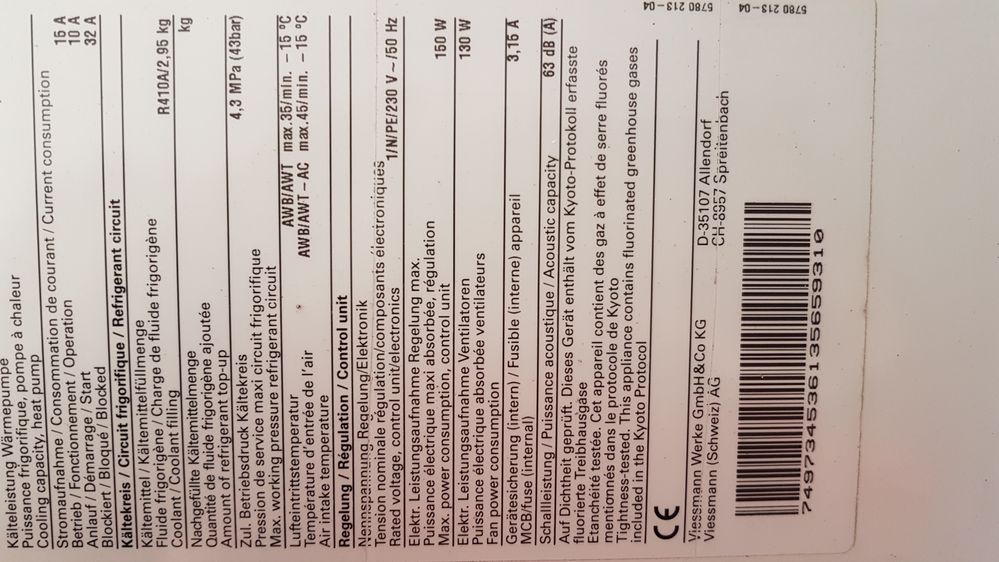 Kälteleistung Wärmepumpe
Puissance frigorifique, pompe à chaleur
Cooling capacity, heat pump
Stromaufnahme / Consommation de courant / Current consumption
Betrieb / Fonctionnement / Operation 15 A
Anlauf / Démarrage / Start 10 A
Blockiert / Bloqué / Blocked 32 A
Kältekreis / Circuit frigorifique / Refrigerant circuit
Kältemittel / Kältemittelfüllmenge
Fluide frigorigène / Charge de fluide frigorigène
Coolant / Coolant filling R410A/2,95 kg
Nachgefüllte Kältemittelmenge kg
Quantité de fluide frigorigène ajoutée
Amount of refrigerant top-up
Zul. Betriebsdruck Kältekreis 4,3 MPa (43bar)
Pression de service maxi circuit frigorifique
Max. working pressure refrigerant circuit
Lufteintrittstemperatur AWB/AWT max.35/min. -15 °C
Température d'entrée de l'air AWB/AWT-AC max.45/min. -15 °C
Air intake temperature
Regelung / Régulation / Control unit
Nennspannung Regelung/Elektronik
Tension nominale régulation/composants électroniques
Rated voltage, control unit/electronics 1/N/PE/230 V~/50 Hz
Elektr. Leistungsaufnahme Regelung max.
Puissance électrique maxi absorbée, régulation
Max. power consumption, control unit 150 W
Elektr. Leistungsaufnahme Ventilatoren 130 W
Puissance électrique absorbée ventilateurs
Fan power consumption
Gerätesicherung (intern) / Fusible (interne) appareil 3,15 A
MCB/fuse (internal)
Schallleistung / Puissance acoustique / Acoustic capacity 63 dB (A)
Auf Dichtheit geprüft. Dieses Gerät enthält vom Kyoto-Protokoll erfasste
fluorierte Treibhausgase
Etanchéité testée. Cet appareil contient des gaz à effet de serre fluorés
mentionnés dans le protocole de Kyoto
Tightness-tested. This appliance contains fluorinated greenhouse gases
included in the Kyoto Protocol
CE
Viessmann Werke GmbH&Co KG D-35107 Allendorf
Viessmann (Schweiz) AG CH-8957 Spreitenbach
749734536135659310
5780 213-04
5780 213-04